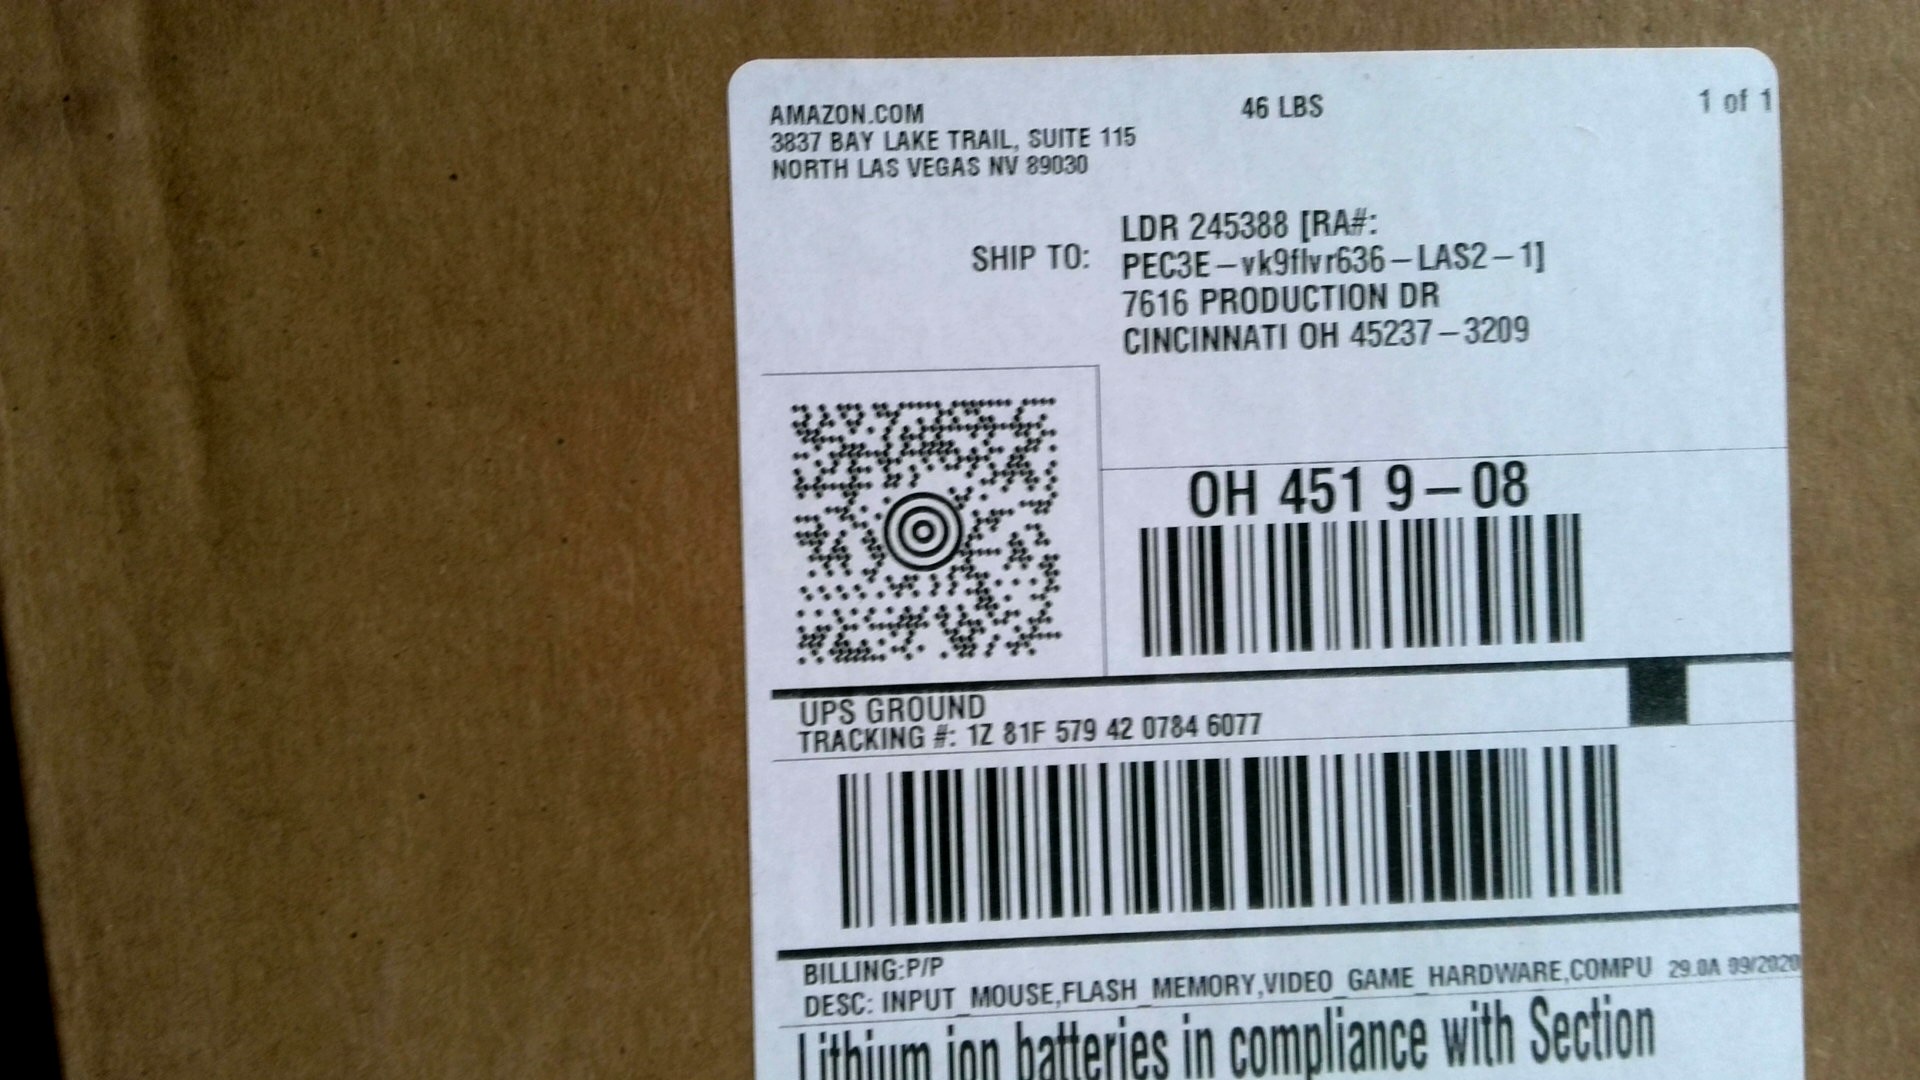 AMAZON.COM
3837 BAY LAKE TRAIL, SUITE 115
NORTH LAS VEGAS NV 89030
46 LBS
1 of 1
SHIP TO:
LDR 245388 [RA#:
PEC3E-vk9flvr636-LAS2-1]
7616 PRODUCTION DR
CINCINNATI OH 45237-3209
OH 451 9-08
UPS GROUND
TRACKING #: 1Z 81F 579 42 0784 6077
BILLING:P/P
DESC: INPUT_MOUSE,FLASH_MEMORY,VIDEO_GAME_HARDWARE,COMPU 29.0A 09/2020
Lithium ion batteries in compliance with Section